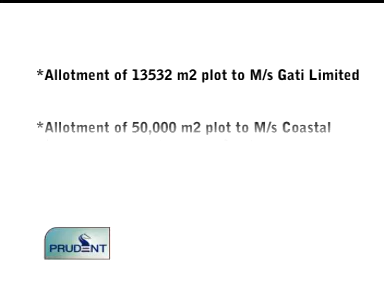 *Allotment of 13532 m2 plot to M/s Gati Limited
*Allotment of 50,000 m2 plot to M/s Coastal
PRUDENT